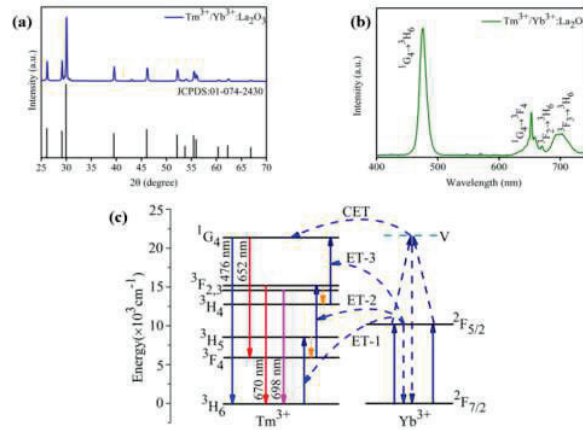 (a)
Tm³⁺/Yb³⁺:La₂O₃
JCPDS:01-074-2430
Intensity (a.u.)
25 30 35 40 45 50 55 60 65 70
2θ (degree)
(b)
Tm³⁺/Yb³⁺:La₂O
¹G₄→³H₆
¹G₄→³F₄
³F₂→³H₆
³F₃→³H₆
Intensity (a.u.)
400 500 600 700
Wavelength (nm)
(c)
Energy(×10³cm⁻¹)
25
20
15
10
5
0
¹G₄
³F₂,₃
³H₄
³H₅
³F₄
³H₆
476 nm
652 nm
670 nm
698 nm
CET
ET-3
ET-2
ET-1
V
²F₅/₂
²F₇/₂
Tm³⁺
Yb³⁺